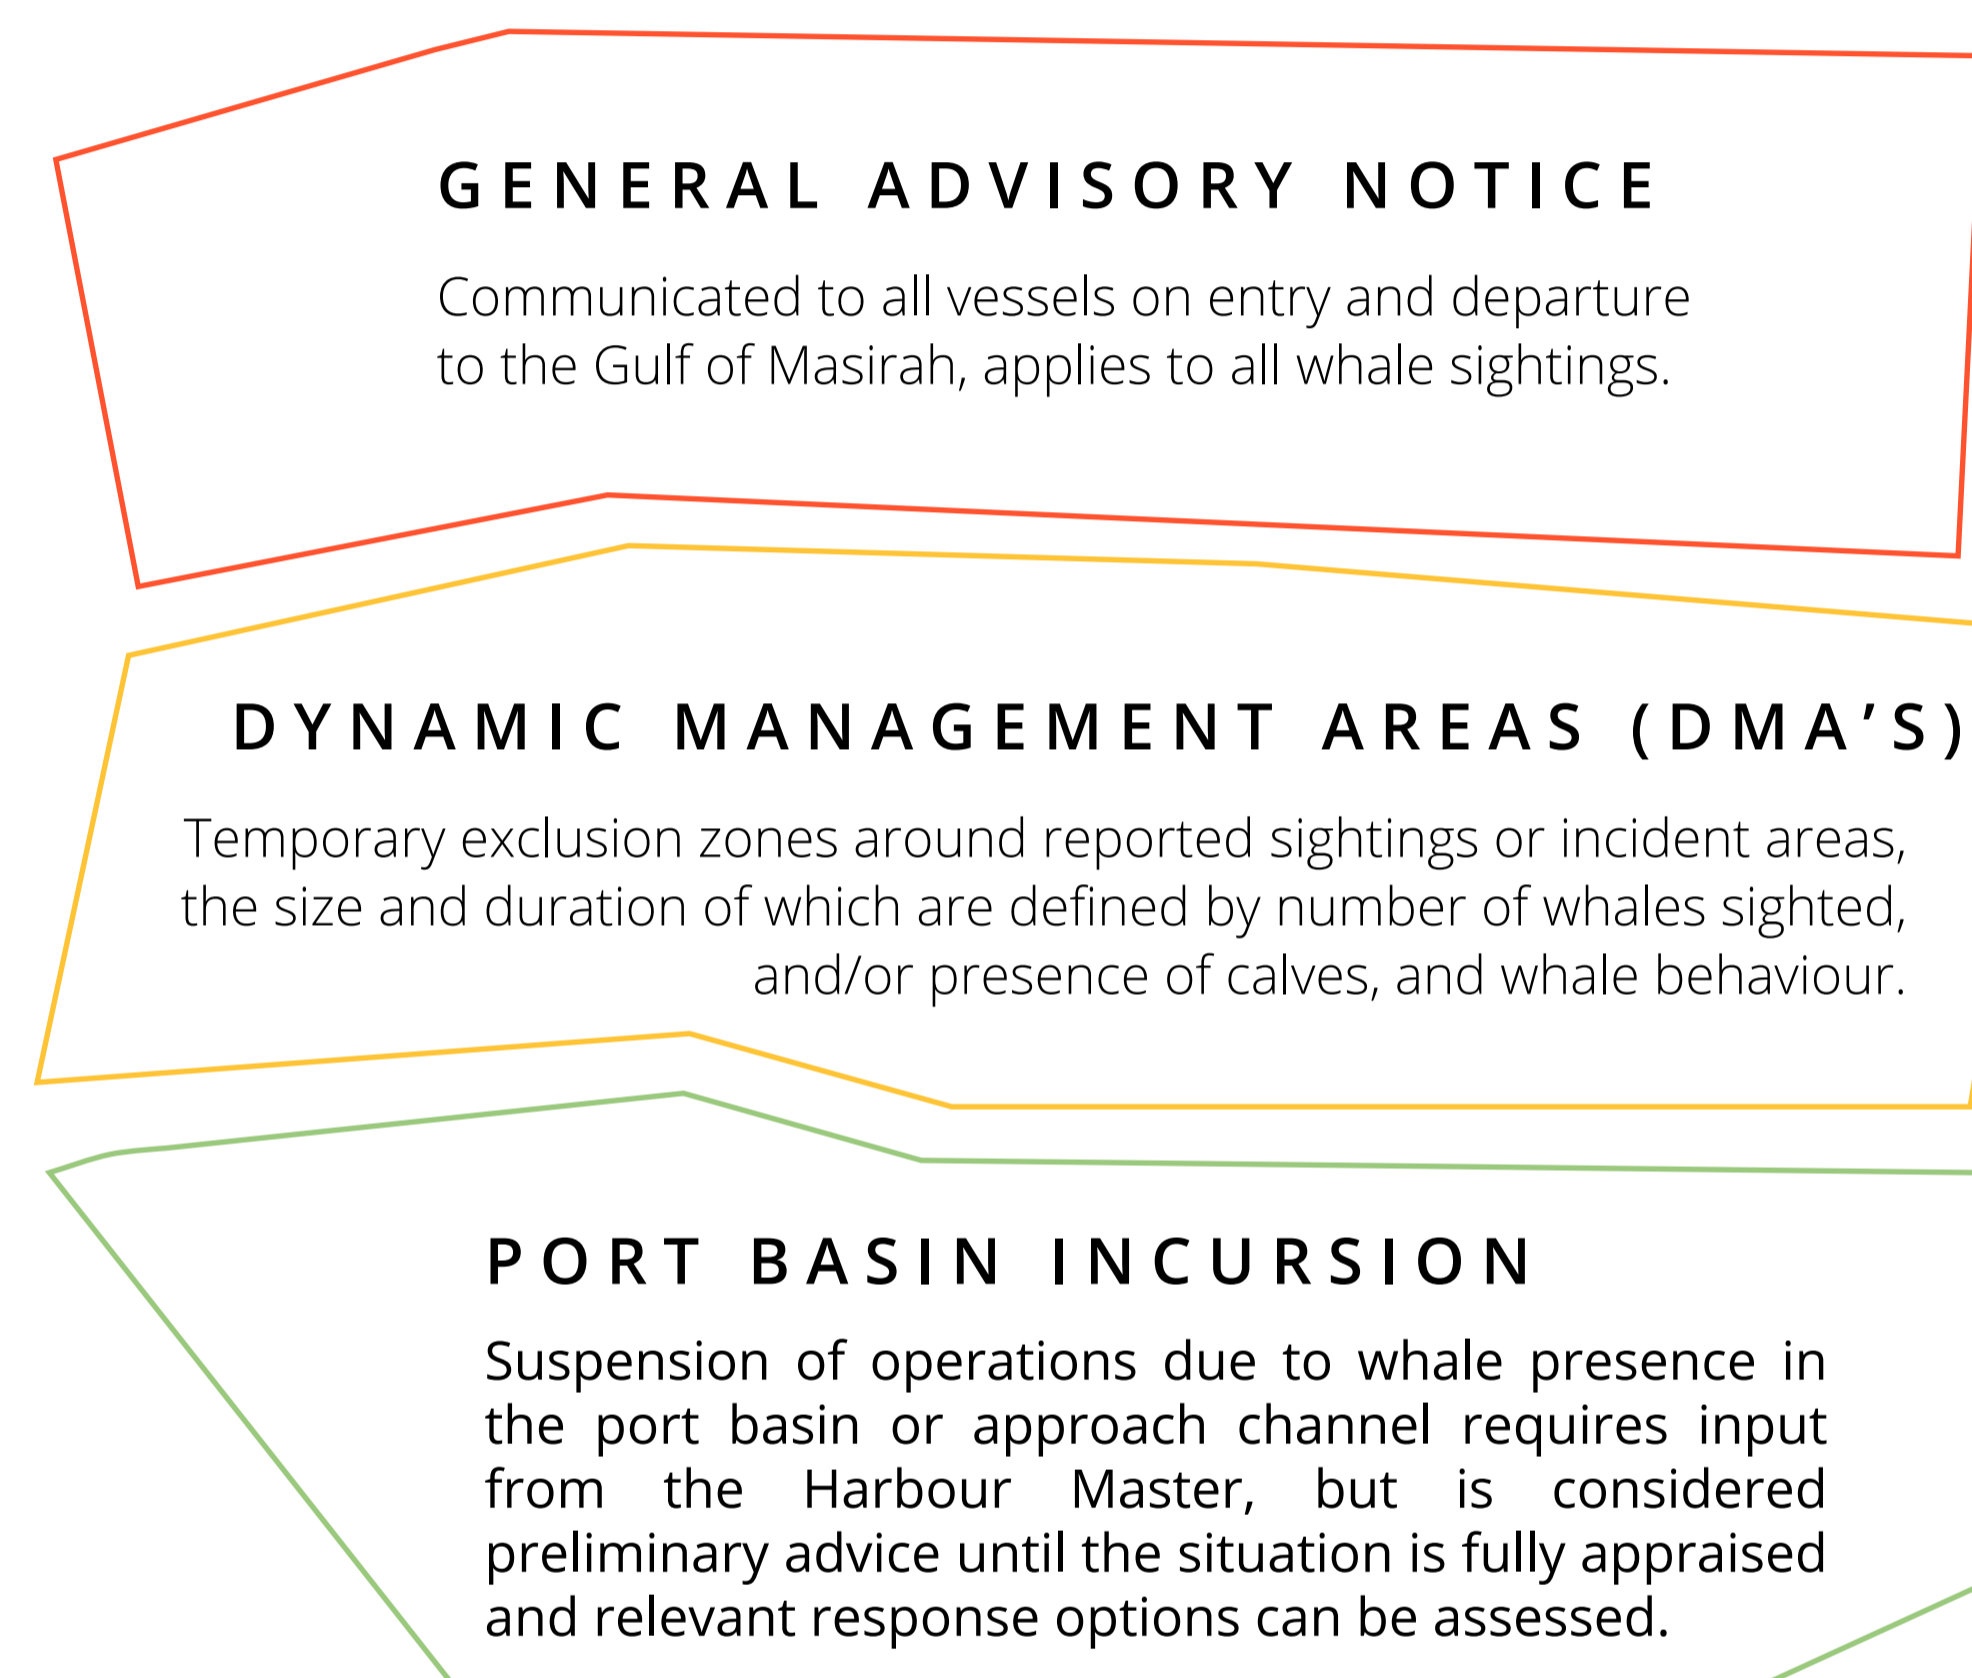 GENERAL ADVISORY NOTICE
Communicated to all vessels on entry and departure
to the Gulf of Masirah, applies to all whale sightings.
DYNAMIC MANAGEMENT AREAS (DMA’S)
Temporary exclusion zones around reported sightings or incident areas,
the size and duration of which are defined by number of whales sighted,
and/or presence of calves, and whale behaviour.
PORT BASIN INCURSION
Suspension of operations due to whale presence in
the port basin or approach channel requires input
from the Harbour Master, but is considered
preliminary advice until the situation is fully appraised
and relevant response options can be assessed.